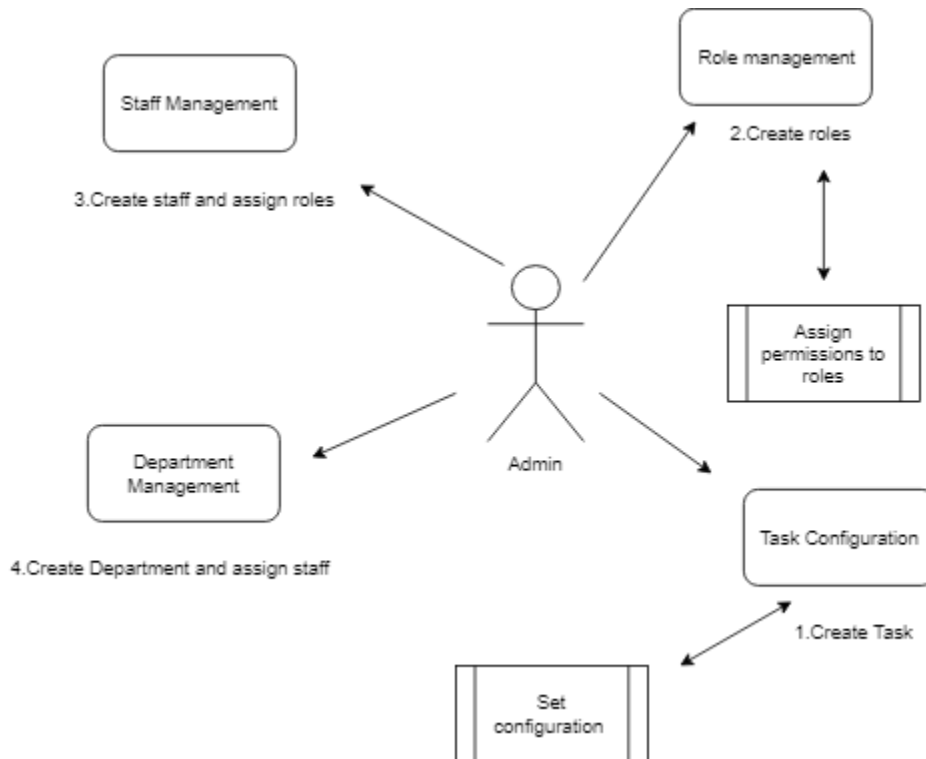 Role management
Staff Management
2.Create roles
3.Create staff and assign roles
Assign
permissions to
roles
Department
Management
Admin
Task Configuration
4.Create Department and assign staff
1.Create Task
Set
configuration